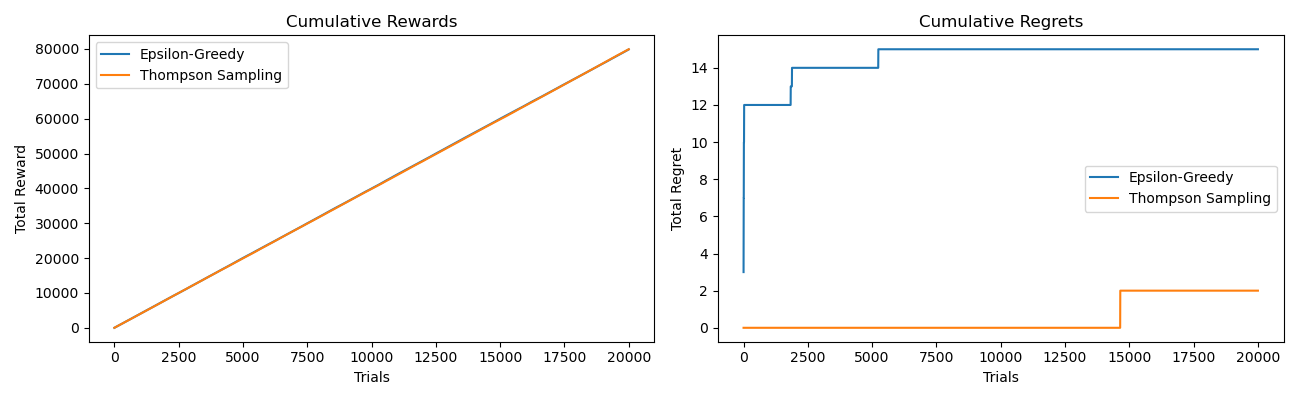 Cumulative Rewards
Total Reward
80000
70000
60000
50000
40000
30000
20000
10000
0
Epsilon-Greedy
Thompson Sampling
0 2500 5000 7500 10000 12500 15000 17500 20000
Trials
Cumulative Regrets
Total Regret
14
12
10
8
6
4
2
0
Epsilon-Greedy
Thompson Sampling
0 2500 5000 7500 10000 12500 15000 17500 20000
Trials